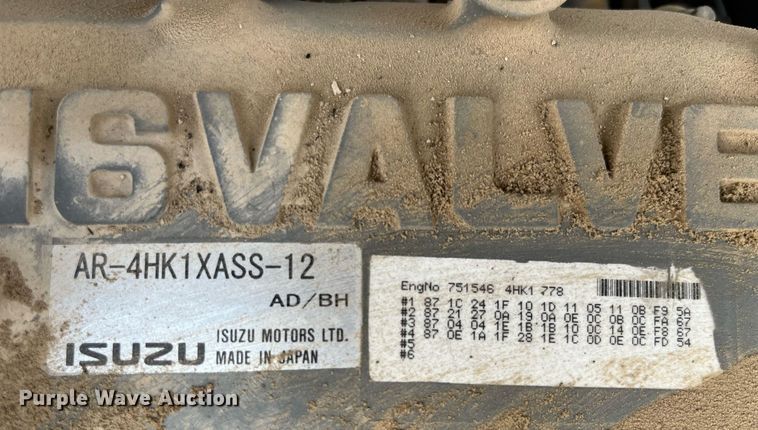 16VALVE
AR-4HK1XASS-12
AD/BH
ISUZU
ISUZU MOTORS LTD.
MADE IN JAPAN
EngNo 751546 4HK1 778
#1 87 1C 24 1F 10 1D 11 05 11 0B F9 5A
#2 87 21 27 0A 19 0A 0E 0C 0B 0C FA 67
#3 87 04 04 1E 1B 1B 10 0C 14 0E F8 67
#4 87 0E 1A 1F 28 1E 1C 0D 0E 0C FD 54
#5
#6
Purple Wave Auction